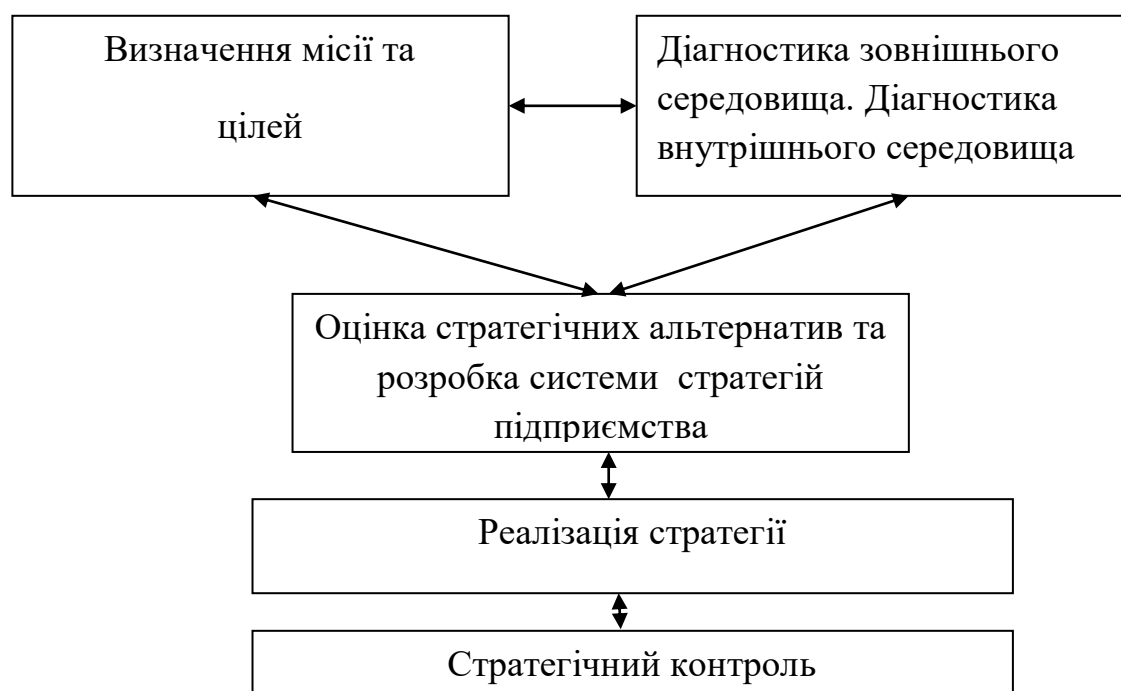 Визначення місії та
цілей
Діагностика зовнішнього
середовища. Діагностика
внутрішнього середовища
Оцінка стратегічних альтернатив та
розробка системи стратегій
підприємства
Реалізація стратегії
Стратегічний контроль